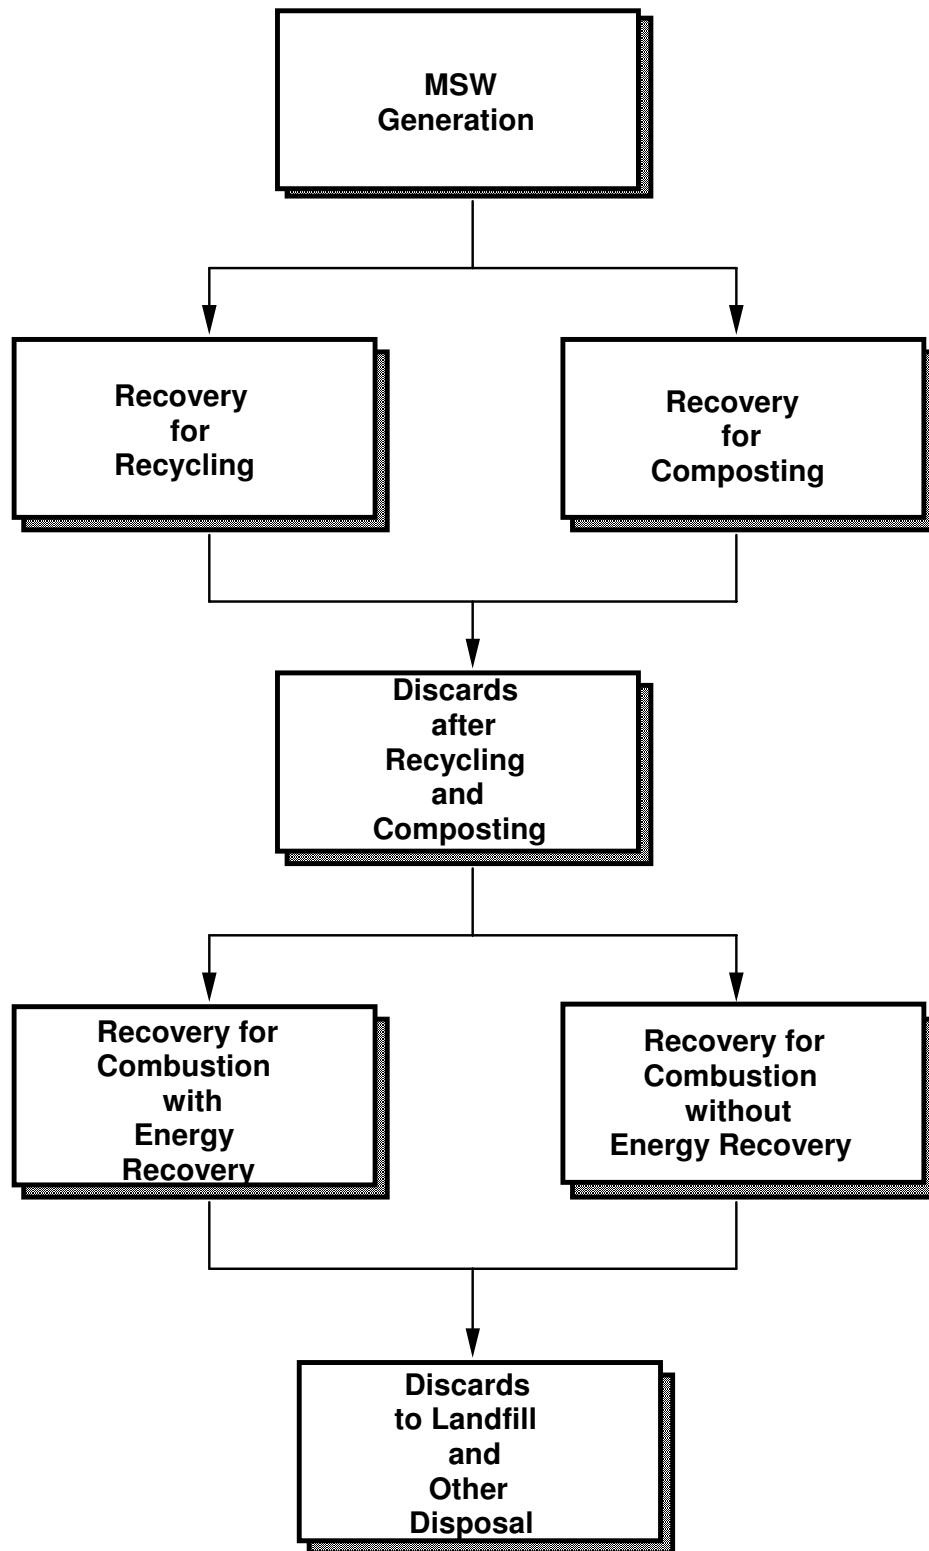 MSW
Generation
Recovery
for
Recycling
Recovery
for
Composting
Discards
after
Recycling
and
Composting
Recovery for
Combustion
with
Energy
Recovery
Recovery for
Combustion
without
Energy Recovery
Discards
to Landfill
and
Other
Disposal